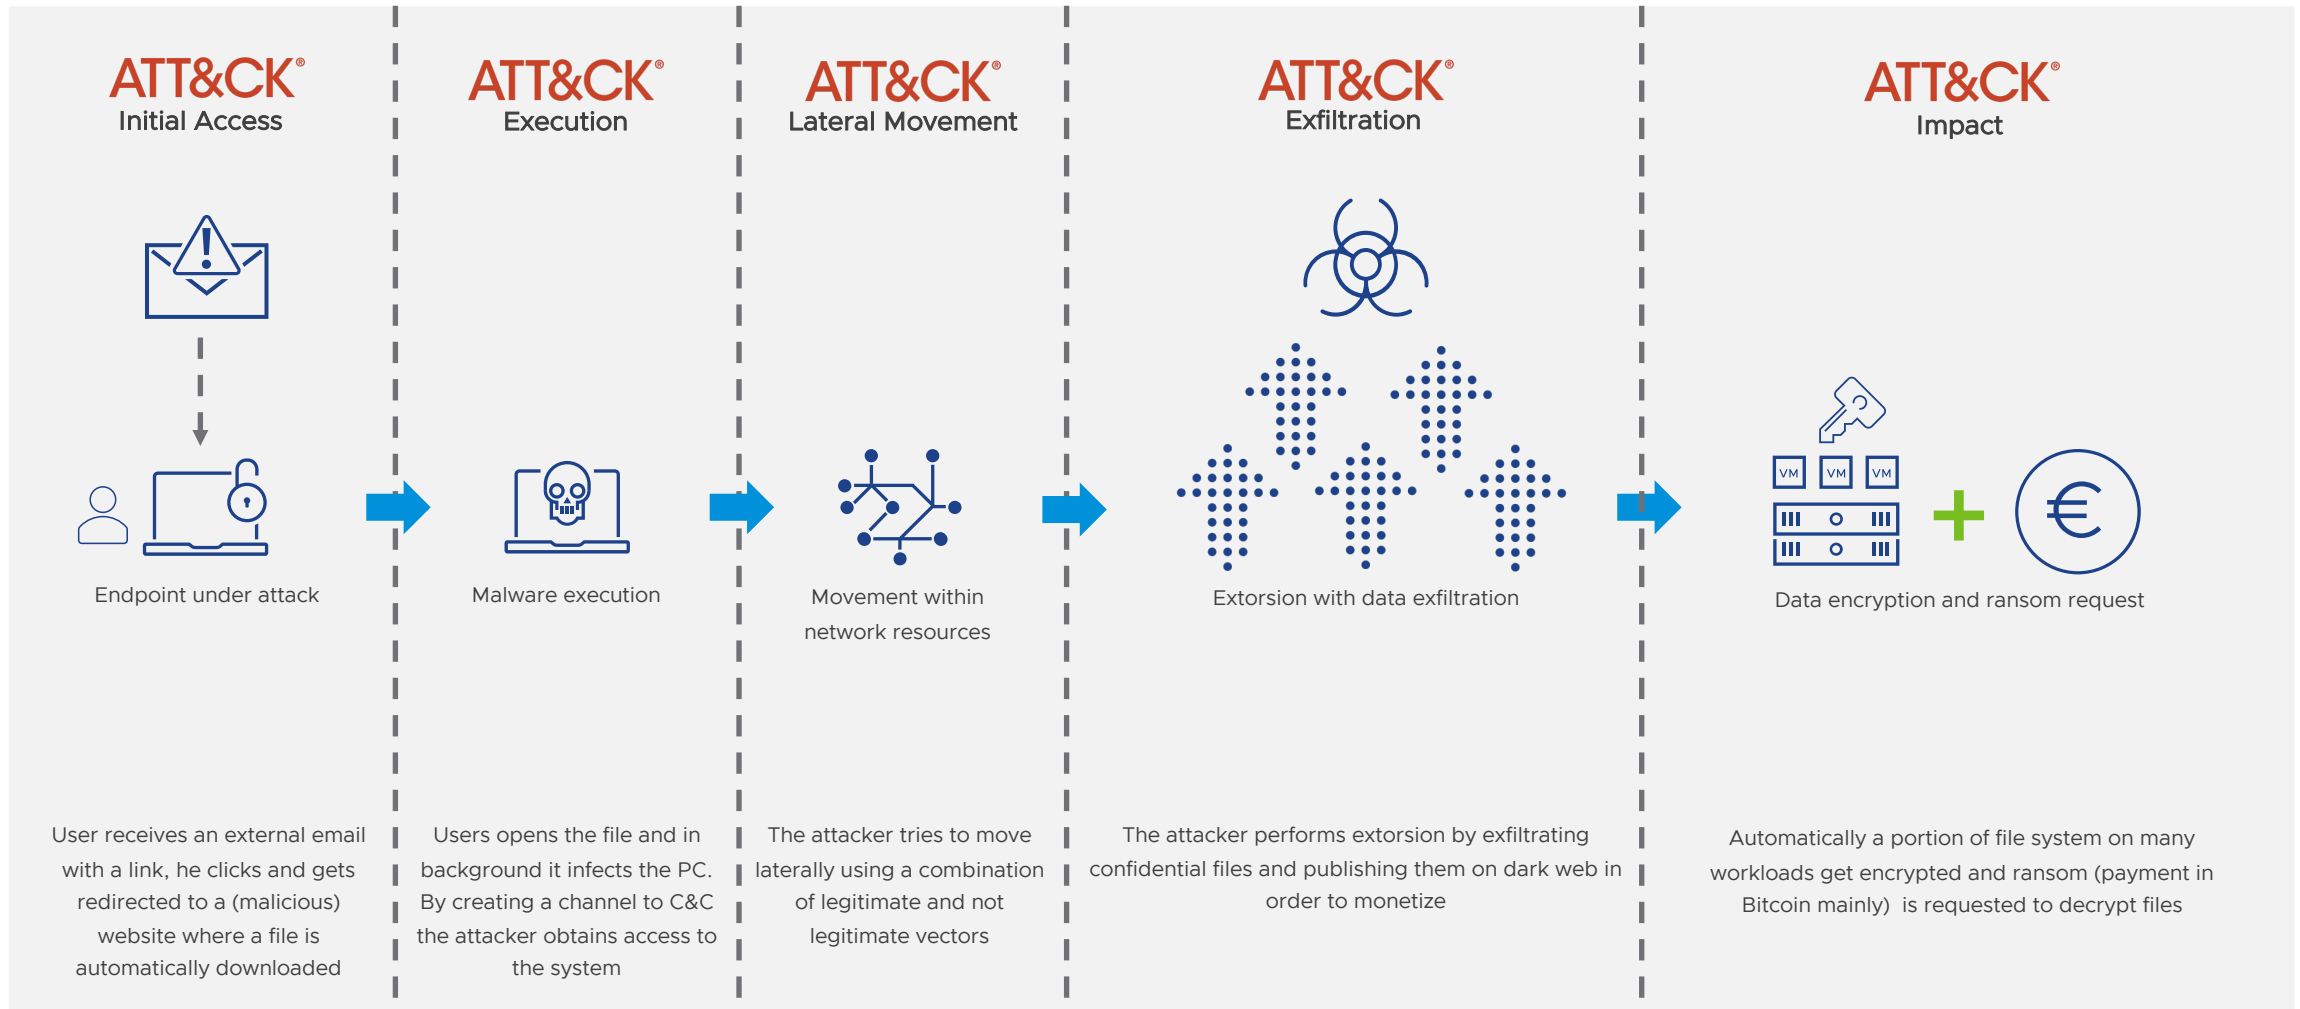 ATT&CK®
Initial Access
ATT&CK®
Execution
ATT&CK®
Lateral Movement
ATT&CK®
Exfiltration
ATT&CK®
Impact
VM
VM
VM
Endpoint under attack
Malware execution
Movement within
network resources
Extorsion with data exfiltration
Data encryption and ransom request
User receives an external email
with a link, he clicks and gets
redirected to a (malicious)
website where a file is
automatically downloaded
Users opens the file and in
background it infects the PC.
By creating a channel to C&C
the attacker obtains access to
the system
The attacker tries to move
laterally using a combination
of legitimate and not
legitimate vectors
The attacker performs extorsion by exfiltrating
confidential files and publishing them on dark web in
order to monetize
Automatically a portion of file system on many
workloads get encrypted and ransom (payment in
Bitcoin mainly)  is requested to decrypt files